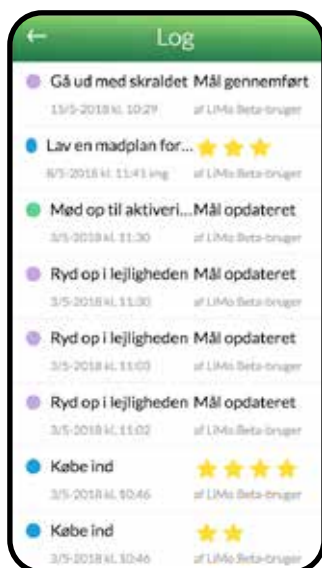 Log
Gå ud med skraldet Mål gennemført
15/5-2018 kl. 10:29 af LiMo Beta-bruger
Lav en madplan for...
8/5-2018 kl. 11:41 af LiMo Beta-bruger
Mød op til aktiveri... Mål opdateret
3/5-2018 kl. 11:30 af LiMo Beta-bruger
Ryd op i lejligheden Mål opdateret
3/5-2018 kl. 11:30 af LiMo Beta-bruger
Ryd op i lejligheden Mål opdateret
3/5-2018 kl. 11:03 af LiMo Beta-bruger
Ryd op i lejligheden Mål opdateret
3/5-2018 kl. 11:02 af LiMo Beta-bruger
Købe ind
3/5-2018 kl. 10:46 af LiMo Beta-bruger
Købe ind
3/5-2018 kl. 10:46 af LiMo Beta-bruger